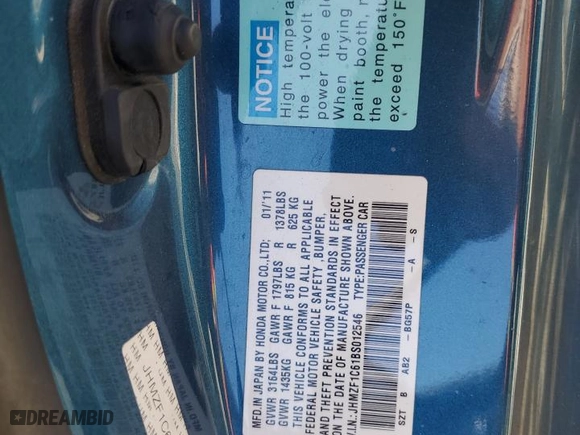 NOTICE
High tempera
the 100-volt
power the ele
When drying
paint booth,
the temperatu
exceed 150°F
MFD.IN JAPAN BY HONDA MOTOR CO.,LTD; 01/'11
GVWR 3164LBS GAWR F 1797LBS R 1378LBS
GVWR 1435KG GAWR F 815 KG R 625 KG
THIS VEHICLE CONFORMS TO ALL APPLICABLE
FEDERAL MOTOR VEHICLE SAFETY ,BUMPER,
AND THEFT PREVENTION STANDARDS IN EFFECT
ON THE DATE OF MANUFACTURE SHOWN ABOVE.
V.I.N.:JHMZF1C61BS012546 TYPE:PASSENGER CAR
SZT B A82 -BG57P -A -S
JHMZF1C6
DREAMBID